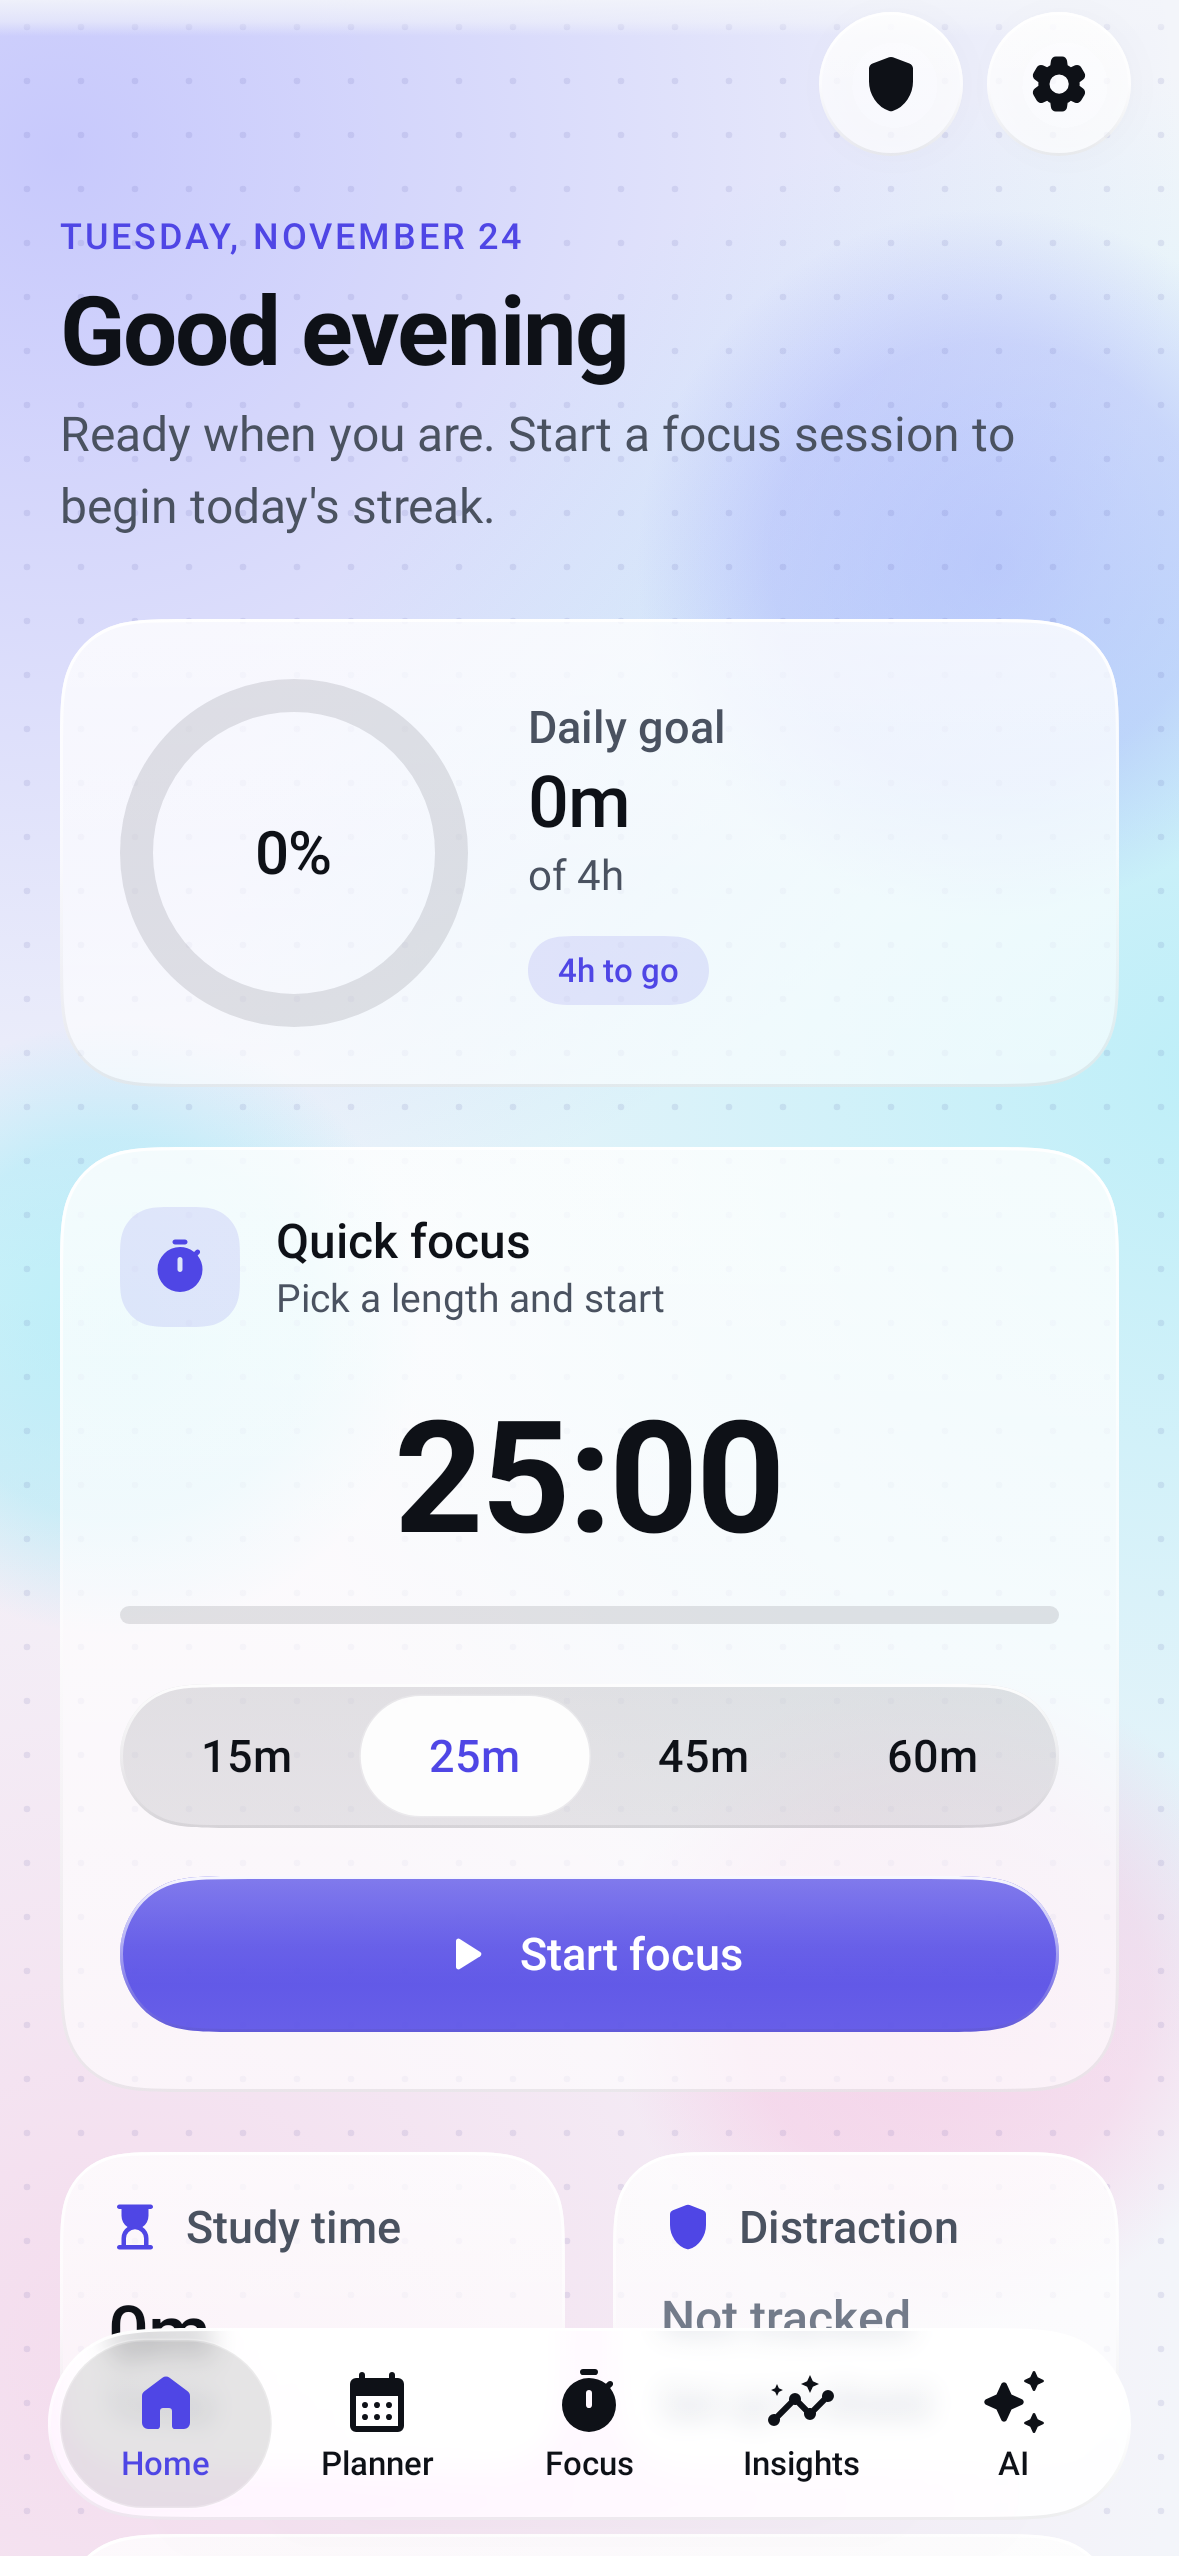 TUESDAY, NOVEMBER 24
Good evening
Ready when you are. Start a focus session to
begin today's streak.
0%
Daily goal
0m
of 4h
4h to go
Quick focus
Pick a length and start
25:00
15m 25m 45m 60m
Start focus
Study time
0m
Distraction
Not tracked
Home Planner Focus Insights AI